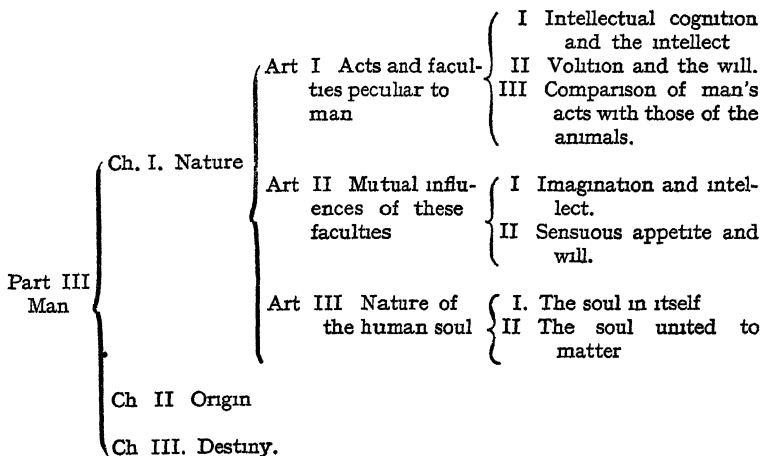 Part III
Man
Ch. I. Nature
Art I Acts and facul-
ties peculiar to
man
I Intellectual cognition
and the intellect
II Volition and the will.
III Comparison of man's
acts with those of the
animals.
Art II Mutual influ-
ences of these
faculties
I Imagination and intel-
lect.
II Sensuous appetite and
will.
Art III Nature of
the human soul
I. The soul in itself
II The soul united to
matter
Ch II Origin
Ch III. Destiny.